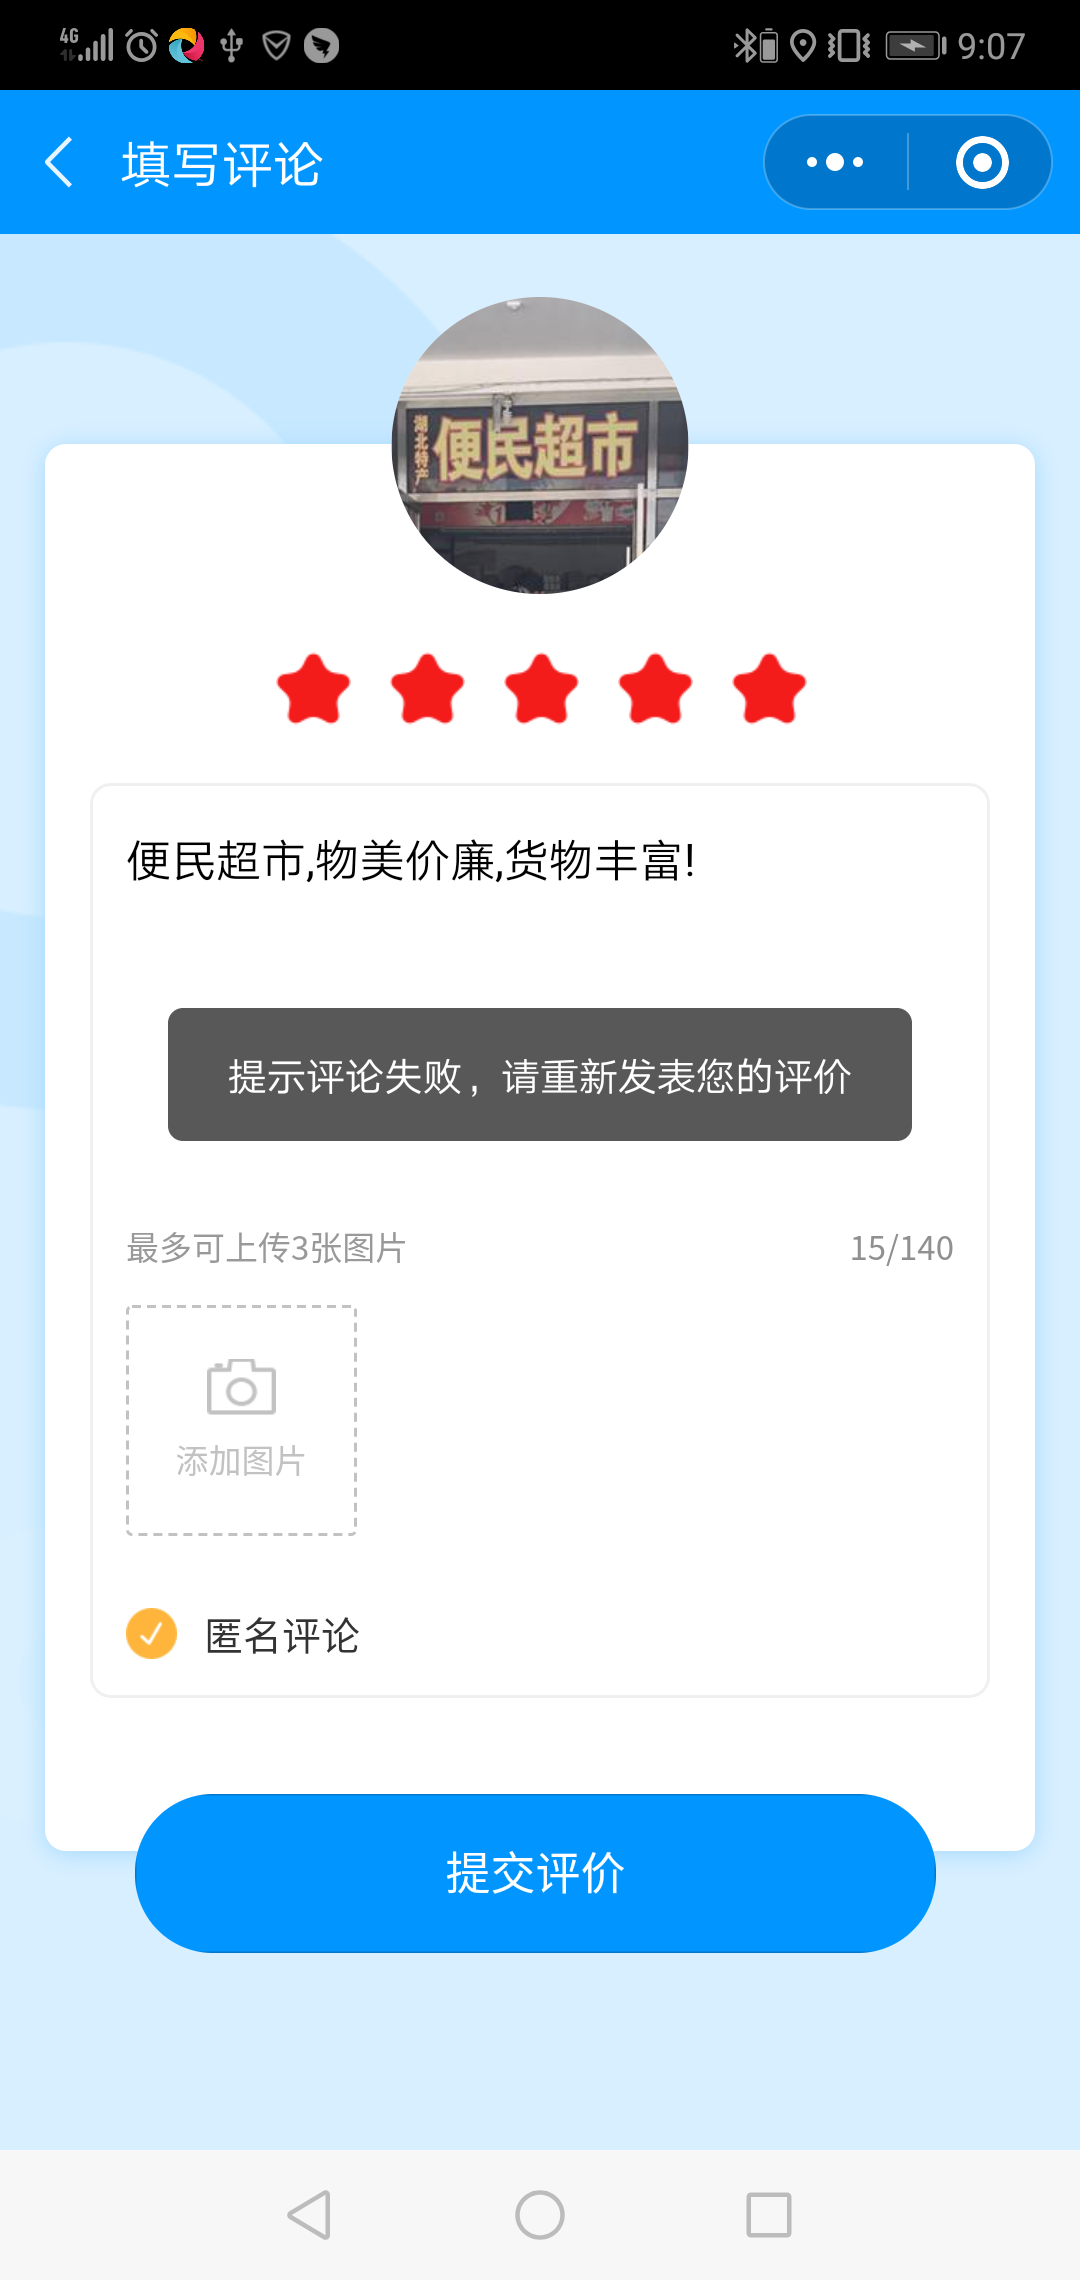 4G
9:07
填写评论
湖北特产
便民超市
便民超市,物美价廉,货物丰富!
提示评论失败，请重新发表您的评价
最多可上传3张图片
15/140
添加图片
匿名评论
提交评价